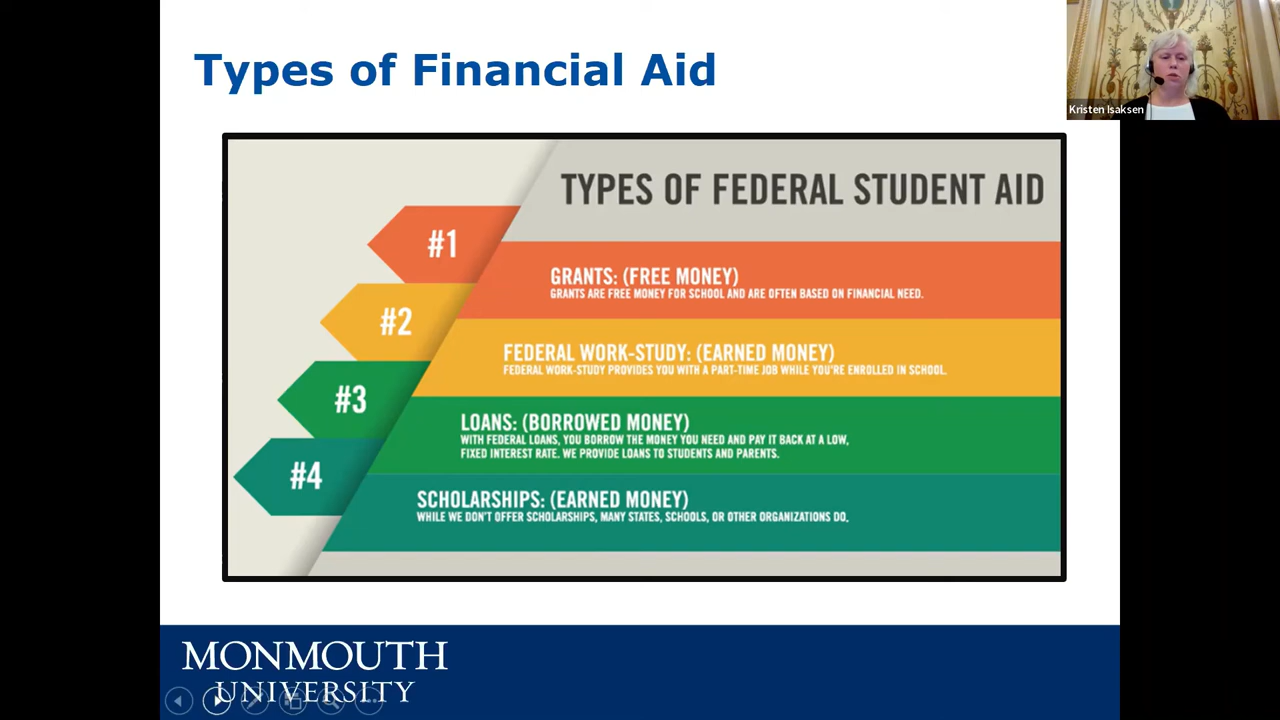 Types of Financial Aid
Kristen Isaksen
TYPES OF FEDERAL STUDENT AID
#1
GRANTS: (FREE MONEY)
GRANTS ARE FREE MONEY FOR SCHOOL AND ARE OFTEN BASED ON FINANCIAL NEED.
#2
FEDERAL WORK-STUDY: (EARNED MONEY)
FEDERAL WORK-STUDY PROVIDES YOU WITH A PART-TIME JOB WHILE YOU'RE ENROLLED IN SCHOOL.
#3
LOANS: (BORROWED MONEY)
WITH FEDERAL LOANS, YOU BORROW THE MONEY YOU NEED AND PAY IT BACK AT A LOW,
FIXED INTEREST RATE. WE PROVIDE LOANS TO STUDENTS AND PARENTS.
#4
SCHOLARSHIPS: (EARNED MONEY)
WHILE WE DON'T OFFER SCHOLARSHIPS, MANY STATES, SCHOOLS, OR OTHER ORGANIZATIONS DO.
MONMOUTH
UNIVERSITY